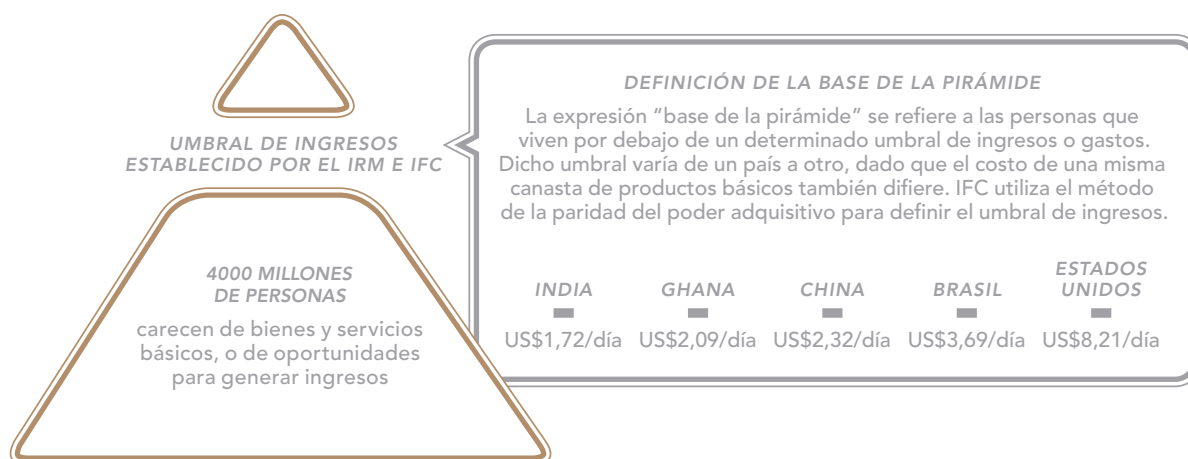 UMBRAL DE INGRESOS
ESTABLECIDO POR EL IRM E IFC
4000 MILLONES
DE PERSONAS
carecen de bienes y servicios
básicos, o de oportunidades
para generar ingresos
DEFINICIÓN DE LA BASE DE LA PIRÁMIDE
La expresión “base de la pirámide” se refiere a las personas que
viven por debajo de un determinado umbral de ingresos o gastos.
Dicho umbral varía de un país a otro, dado que el costo de una misma
canasta de productos básicos también difiere. IFC utiliza el método
de la paridad del poder adquisitivo para definir el umbral de ingresos.
INDIA
US$1,72/día
GHANA
US$2,09/día
CHINA
US$2,32/día
BRASIL
US$3,69/día
ESTADOS
UNIDOS
US$8,21/día